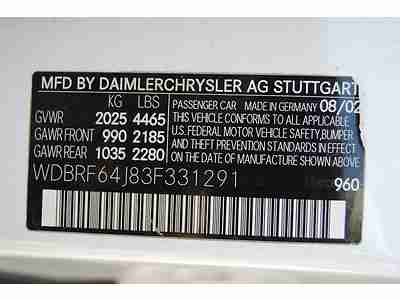 MFD BY DAIMLERCHRYSLER AG STUTTGART
KG LBS
GVWR 2025 4465
GAWR FRONT 990 2185
GAWR REAR 1035 2280
PASSENGER CAR MADE IN GERMANY 08/02
THIS VEHICLE CONFORMS TO ALL APPLICABLE
U.S. FEDERAL MOTOR VEHICLE SAFETY, BUMPER
AND THEFT PREVENTION STANDARDS IN
EFFECT ON THE DATE OF MANUFACTURE
SHOWN ABOVE.
WDBRF64J83F331291
960